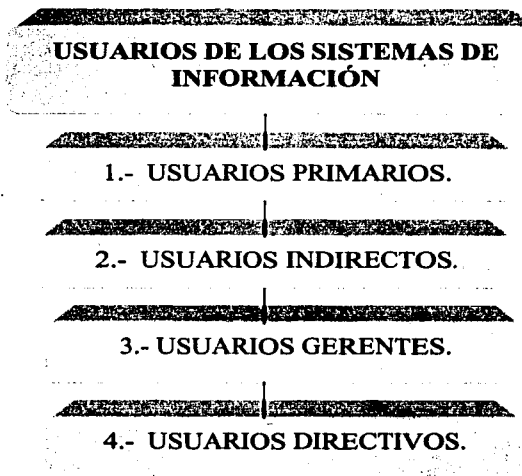 USUARIOS DE LOS SISTEMAS DE
INFORMACIÓN
1.- USUARIOS PRIMARIOS.
2.- USUARIOS INDIRECTOS.
3.- USUARIOS GERENTES.
4.- USUARIOS DIRECTIVOS.